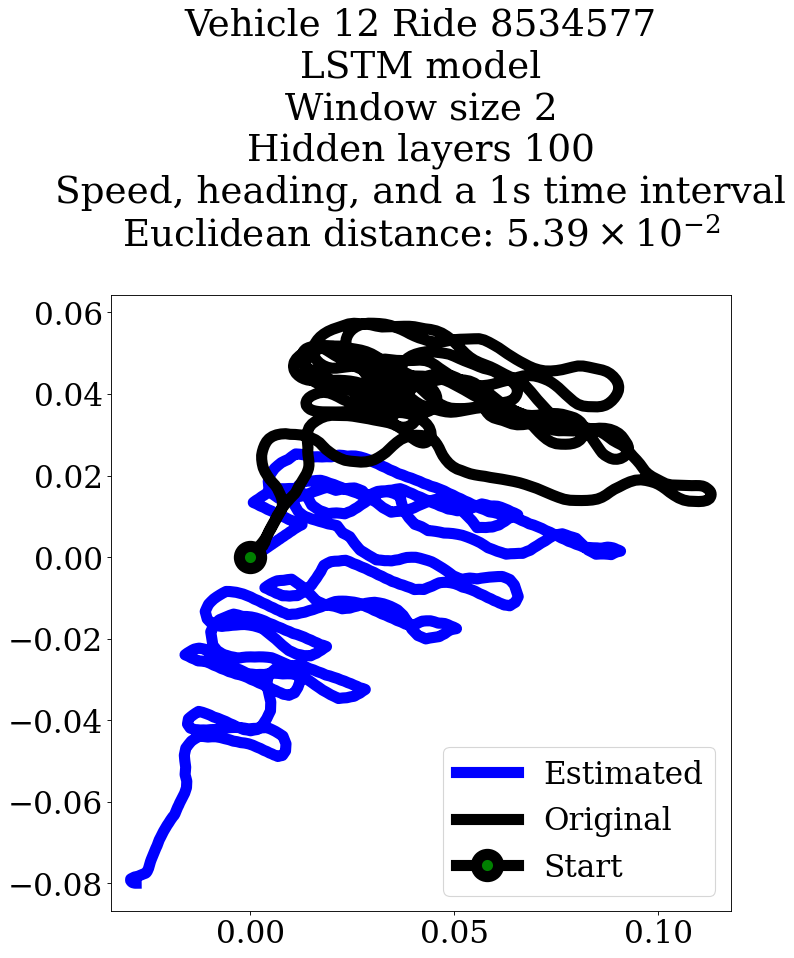 Vehicle 12 Ride 8534577
LSTM model
Window size 2
Hidden layers 100
Speed, heading, and a 1s time interval
Euclidean distance: 5.39 × 10⁻²
0.06
0.04
0.02
0.00
−0.02
−0.04
−0.06
−0.08
Estimated
Original
Start
0.00 0.05 0.10